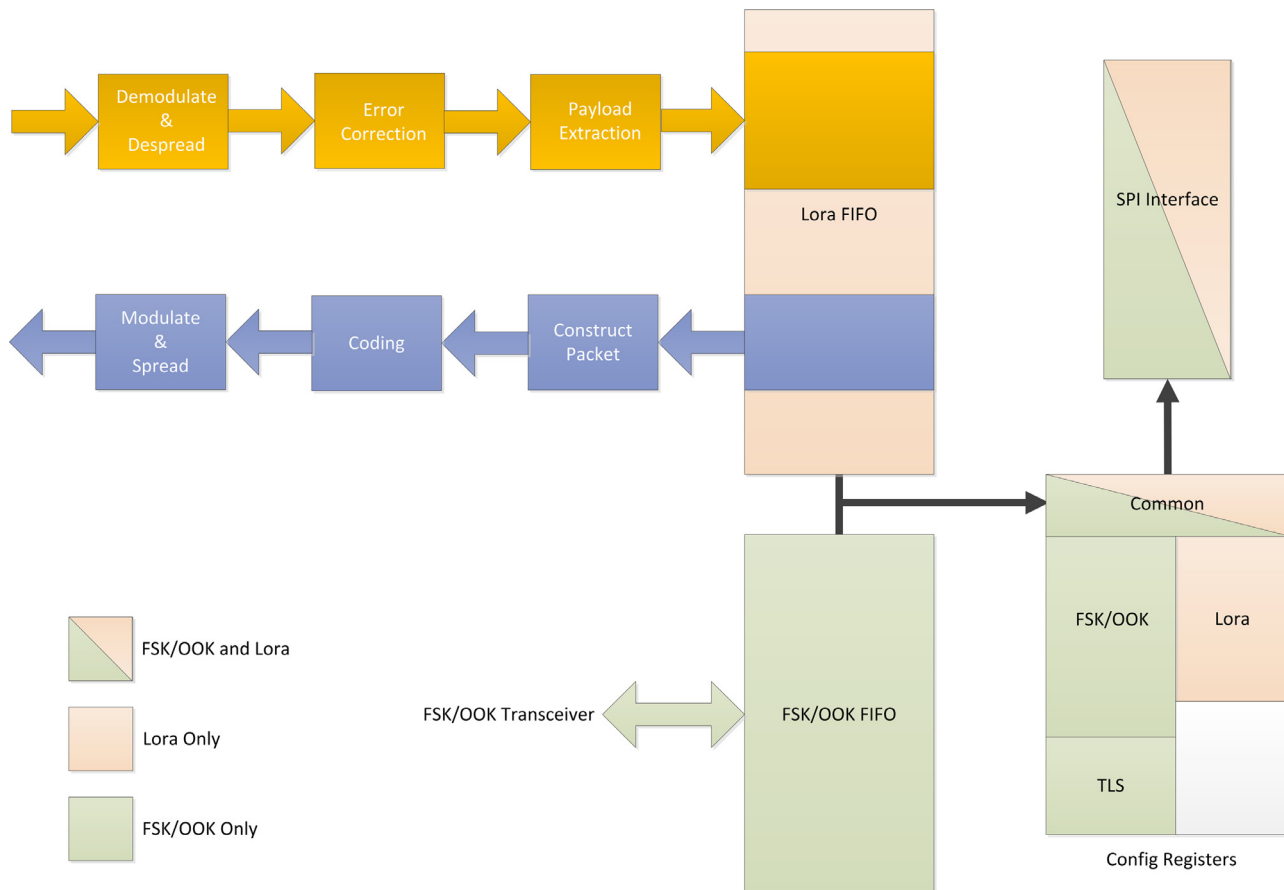 Demodulate
&
Despread
Error
Correction
Payload
Extraction
Lora FIFO
SPI Interface
Modulate
&
Spread
Coding
Construct
Packet
Common
FSK/OOK
Lora
TLS
Config Registers
FSK/OOK FIFO
FSK/OOK Transceiver
FSK/OOK and Lora
Lora Only
FSK/OOK Only